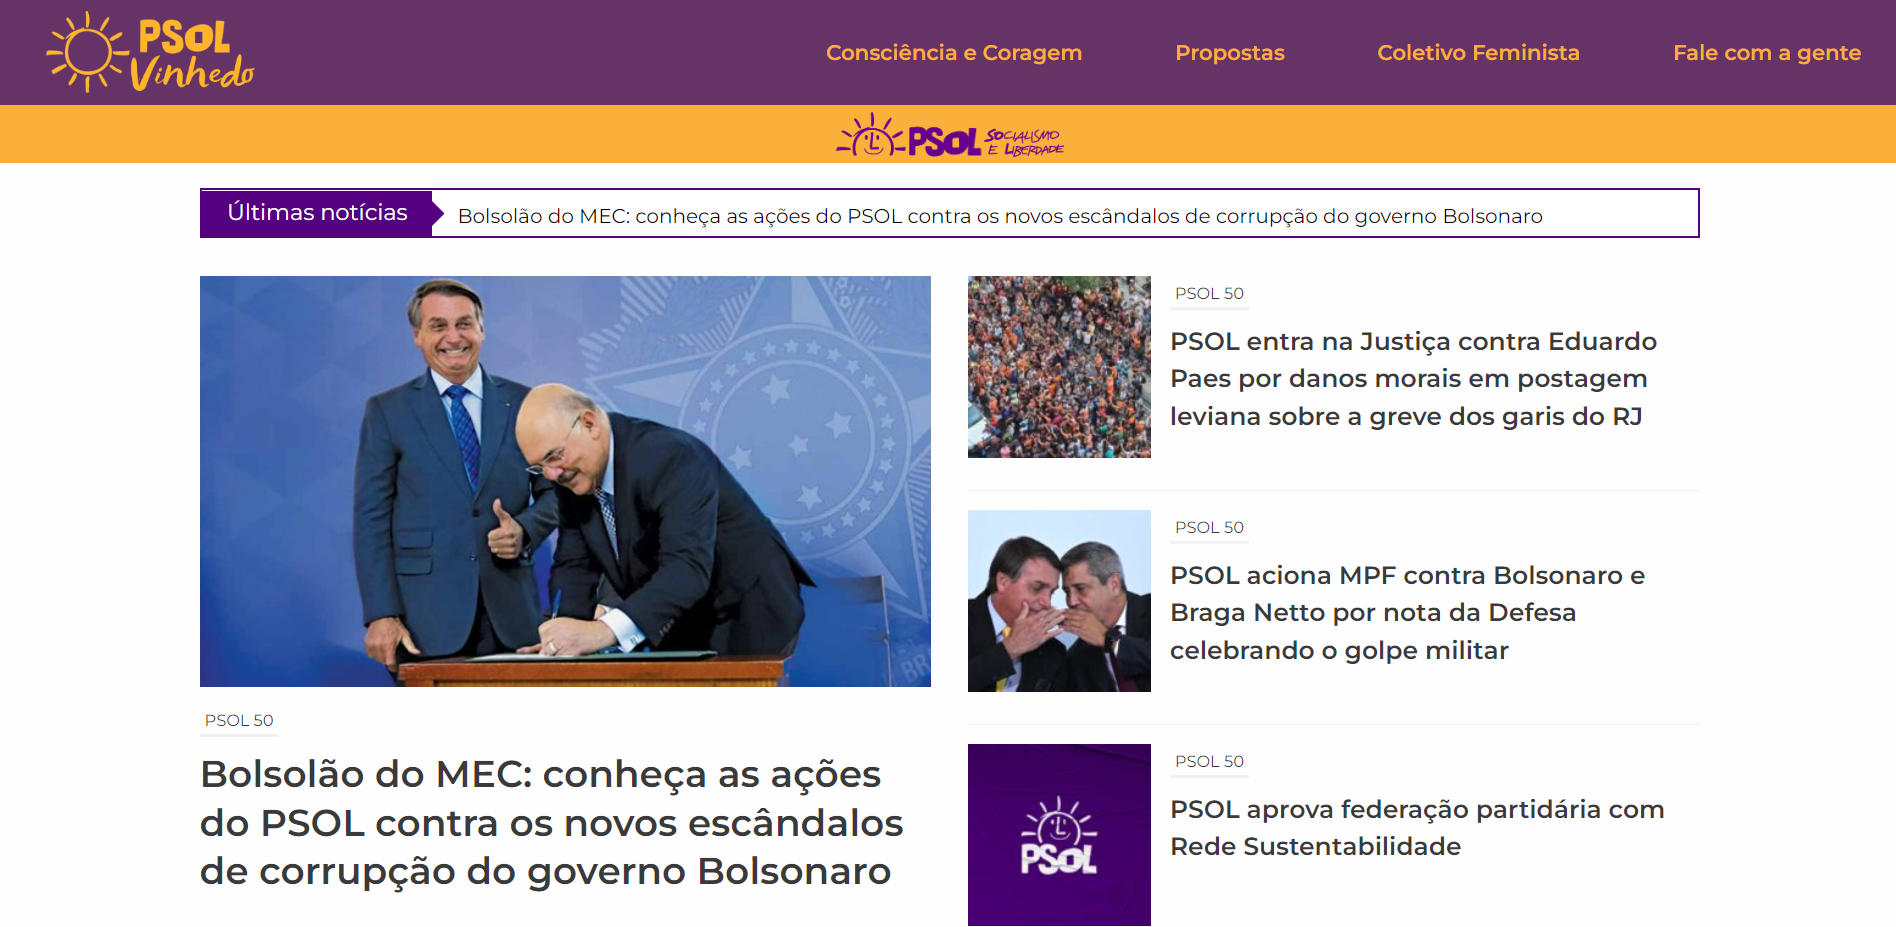 PSOL
Vinhedo
Consciência e Coragem
Propostas
Coletivo Feminista
Fale com a gente
PSOL SOCIALISMO
E LIBERDADE
Últimas notícias
Bolsolão do MEC: conheça as ações do PSOL contra os novos escândalos de corrupção do governo Bolsonaro
BRA
PSOL 50
Bolsolão do MEC: conheça as ações
do PSOL contra os novos escândalos
de corrupção do governo Bolsonaro
PSOL 50
PSOL entra na Justiça contra Eduardo
Paes por danos morais em postagem
leviana sobre a greve dos garis do RJ
PSOL 50
PSOL aciona MPF contra Bolsonaro e
Braga Netto por nota da Defesa
celebrando o golpe militar
PSOL
PSOL 50
PSOL aprova federação partidária com
Rede Sustentabilidade